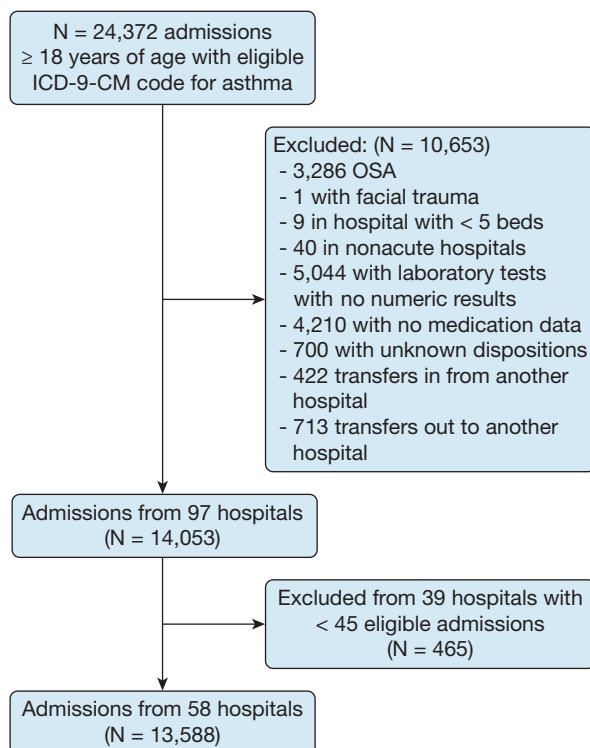 N = 24,372 admissions
≥ 18 years of age with eligible
ICD-9-CM code for asthma
Excluded: (N = 10,653)
- 3,286 OSA
- 1 with facial trauma
- 9 in hospital with < 5 beds
- 40 in nonacute hospitals
- 5,044 with laboratory tests
with no numeric results
- 4,210 with no medication data
- 700 with unknown dispositions
- 422 transfers in from another
hospital
- 713 transfers out to another
hospital
Admissions from 97 hospitals
(N = 14,053)
Excluded from 39 hospitals with
< 45 eligible admissions
(N = 465)
Admissions from 58 hospitals
N = 13,588)